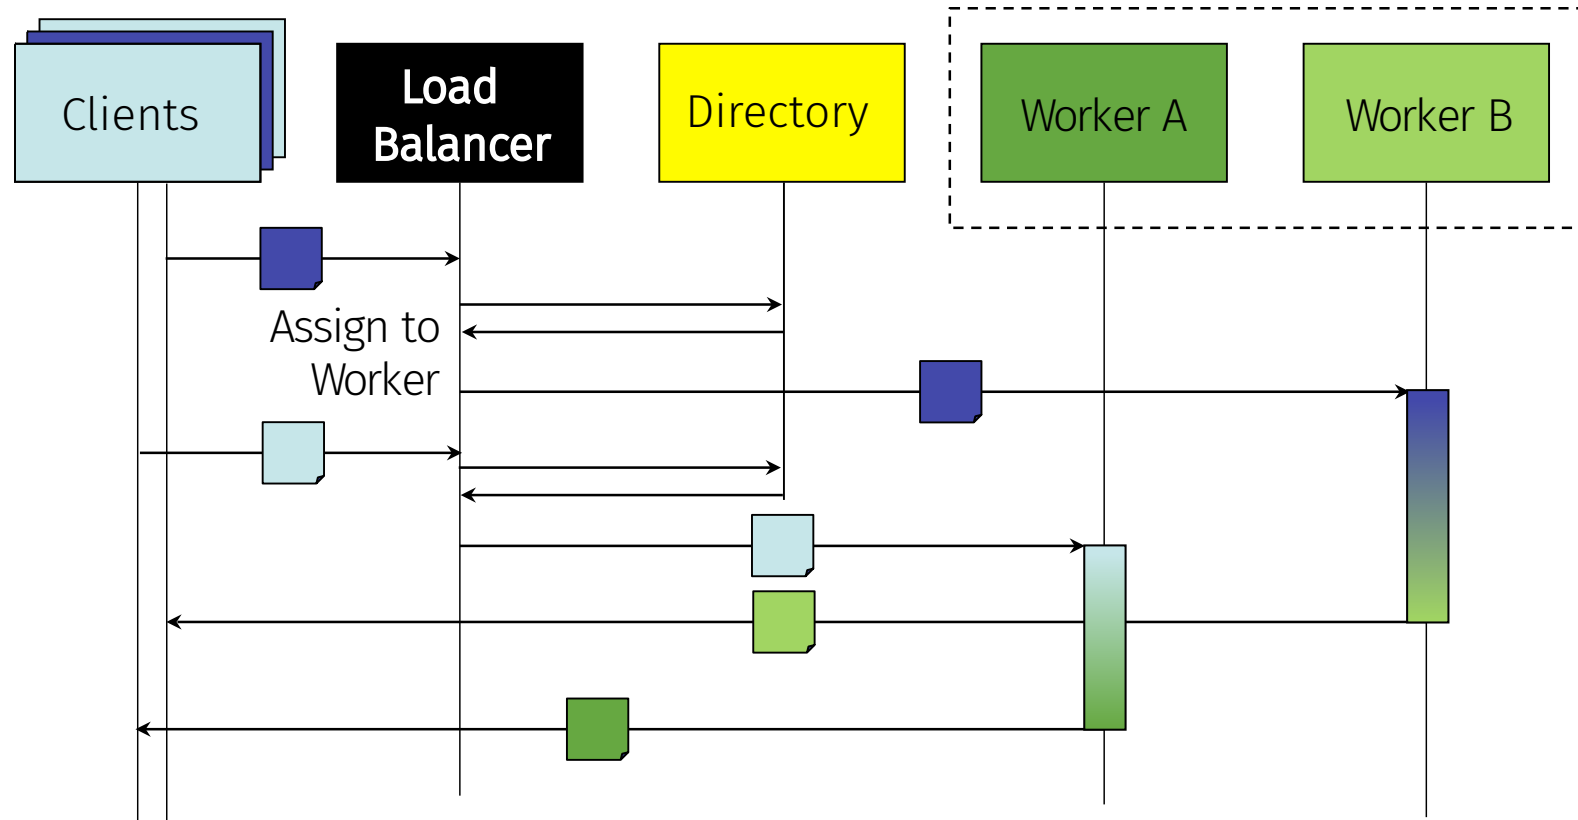 Clients
Load
Balancer
Directory
Worker A
Worker B
Assign to
Worker